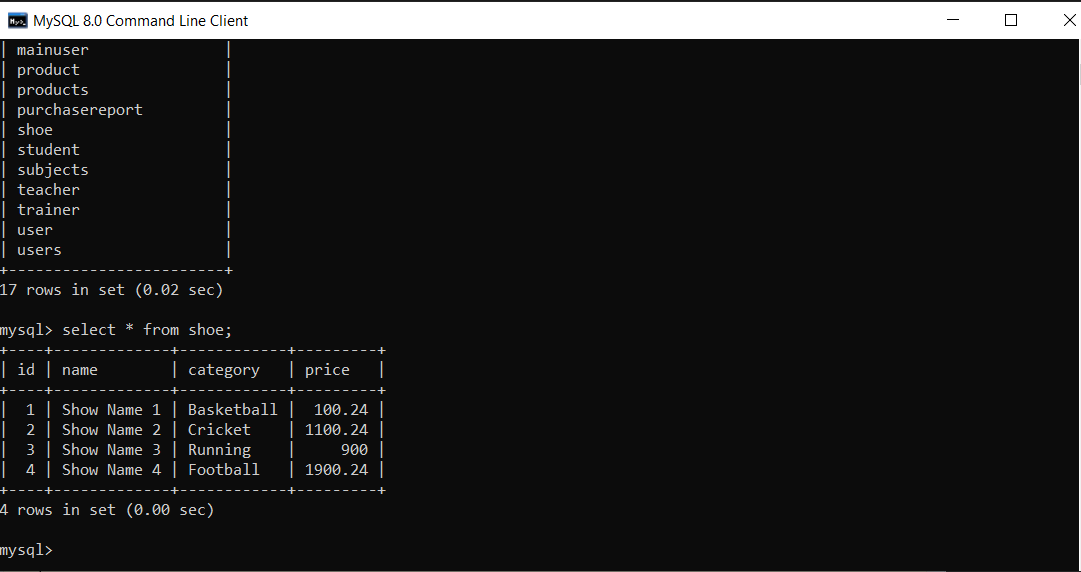 MySQL 8.0 Command Line Client
| mainuser               |
| product                |
| products               |
| purchasereport         |
| shoe                   |
| student                |
| subjects               |
| teacher                |
| trainer                |
| user                   |
| users                  |
+------------------------+
17 rows in set (0.02 sec)
mysql> select * from shoe;
+----+-------------+------------+---------+
| id | name        | category   | price   |
+----+-------------+------------+---------+
|  1 | Show Name 1 | Basketball |  100.24 |
|  2 | Show Name 2 | Cricket    | 1100.24 |
|  3 | Show Name 3 | Running    |     900 |
|  4 | Show Name 4 | Football   | 1900.24 |
+----+-------------+------------+---------+
4 rows in set (0.00 sec)
mysql>